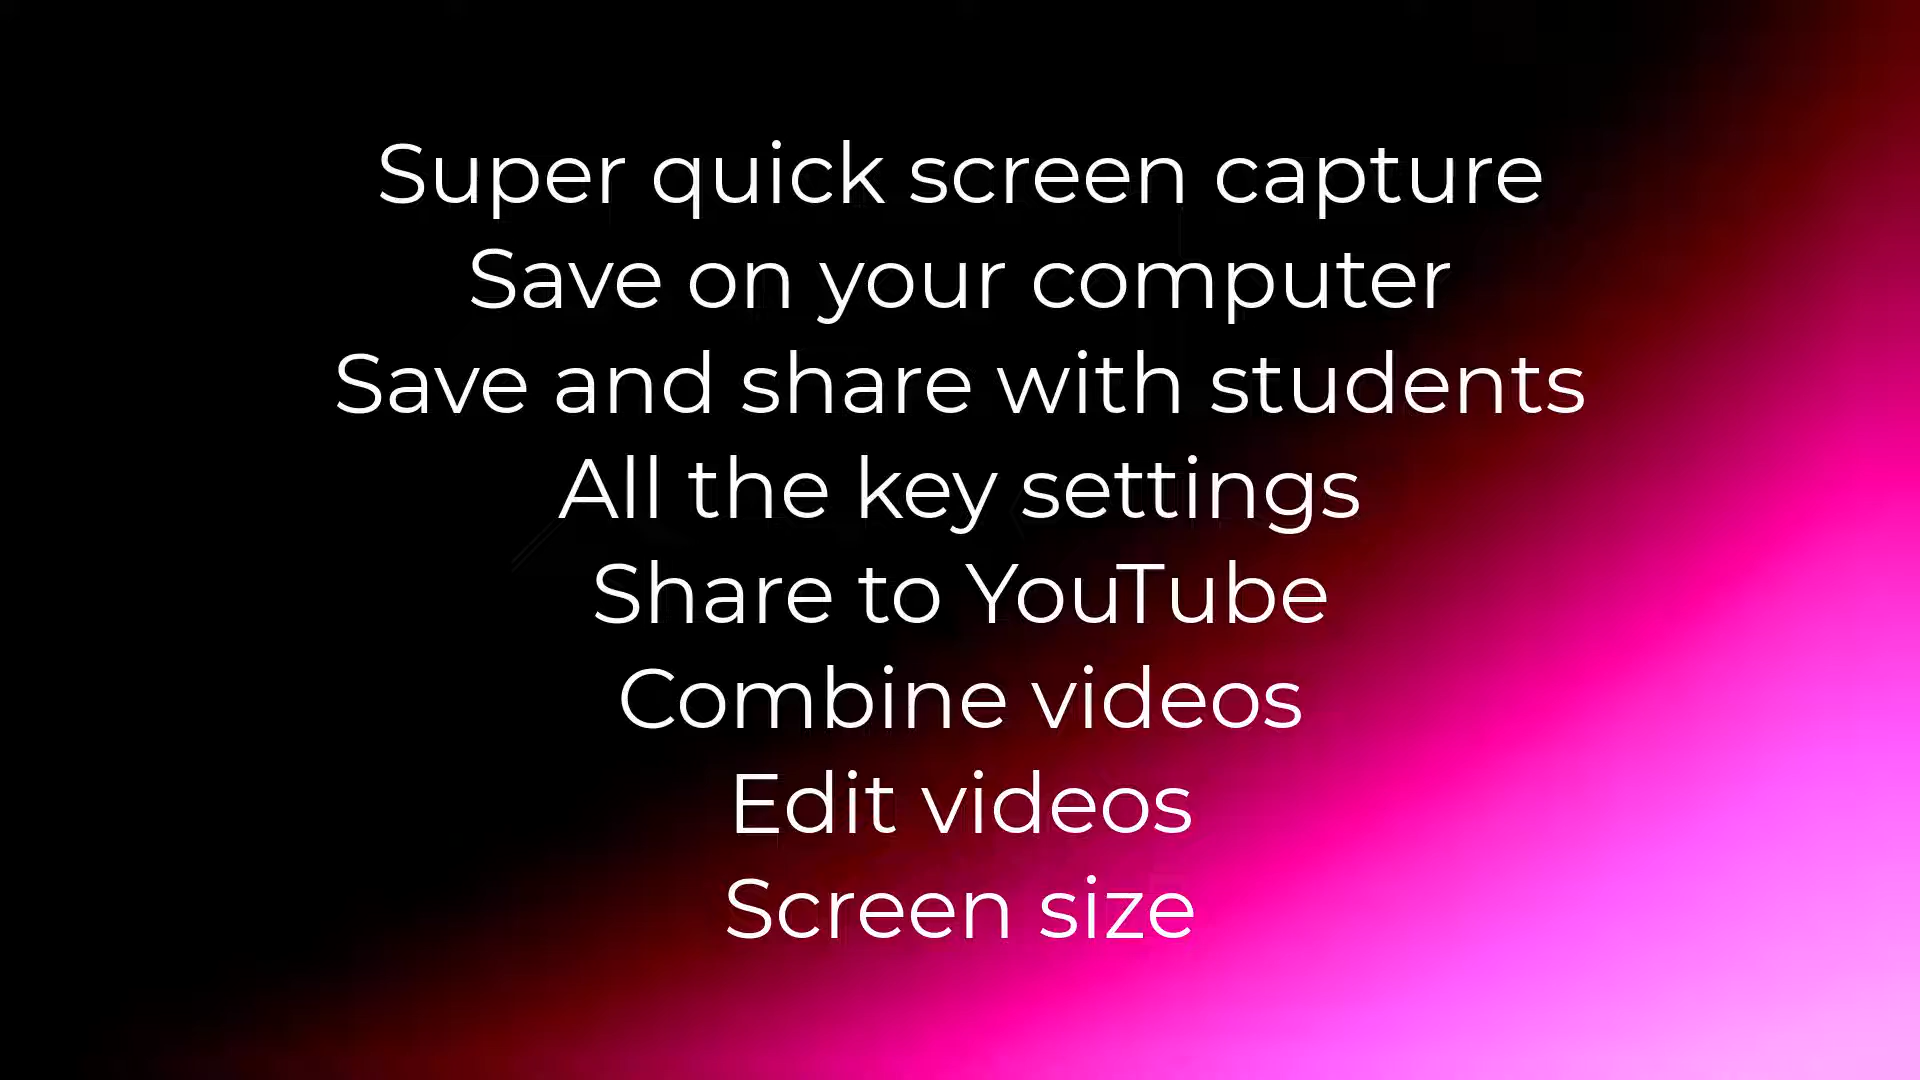 Super quick screen capture
Save on your computer
Save and share with students
All the key settings
Share to YouTube
Combine videos
Edit videos
Screen size